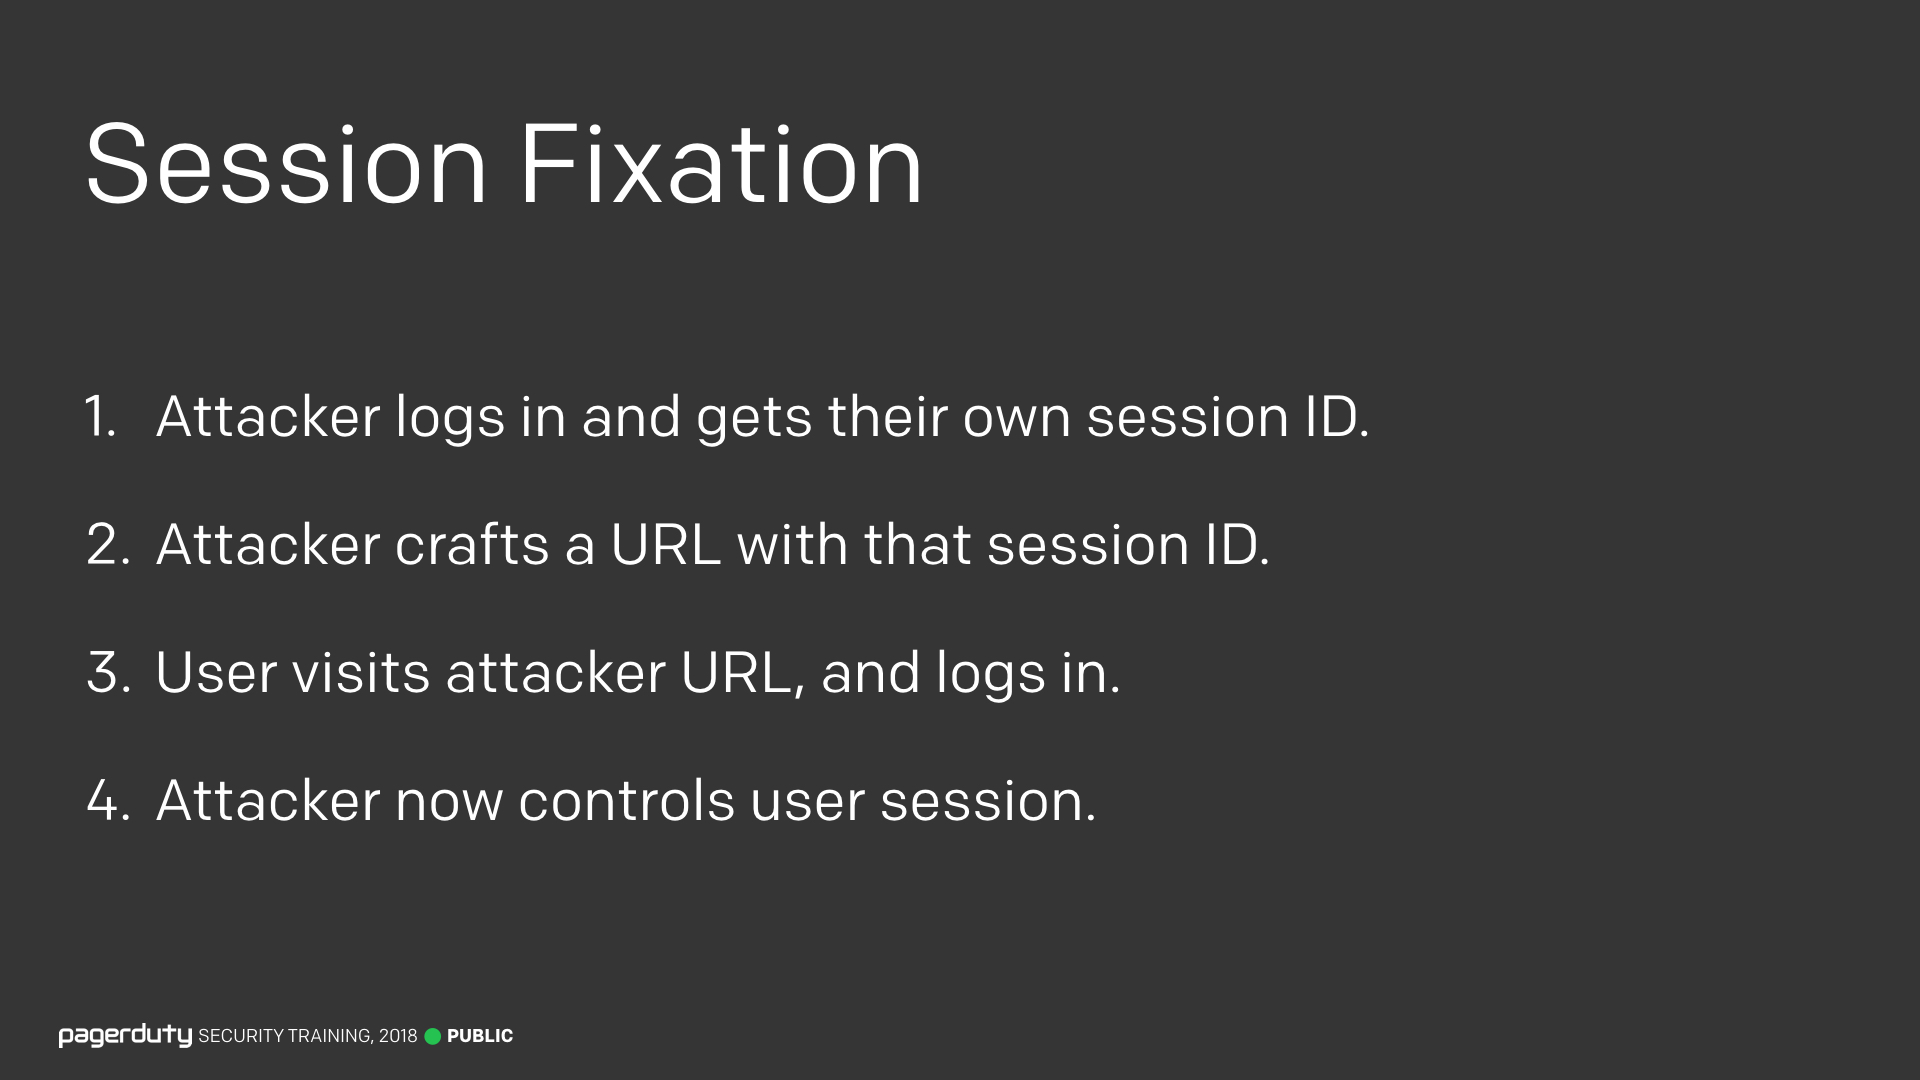 Session Fixation
1. Attacker logs in and gets their own session ID.
2. Attacker crafts a URL with that session ID.
3. User visits attacker URL, and logs in.
4. Attacker now controls user session.
pagerduty SECURITY TRAINING, 2018 PUBLIC